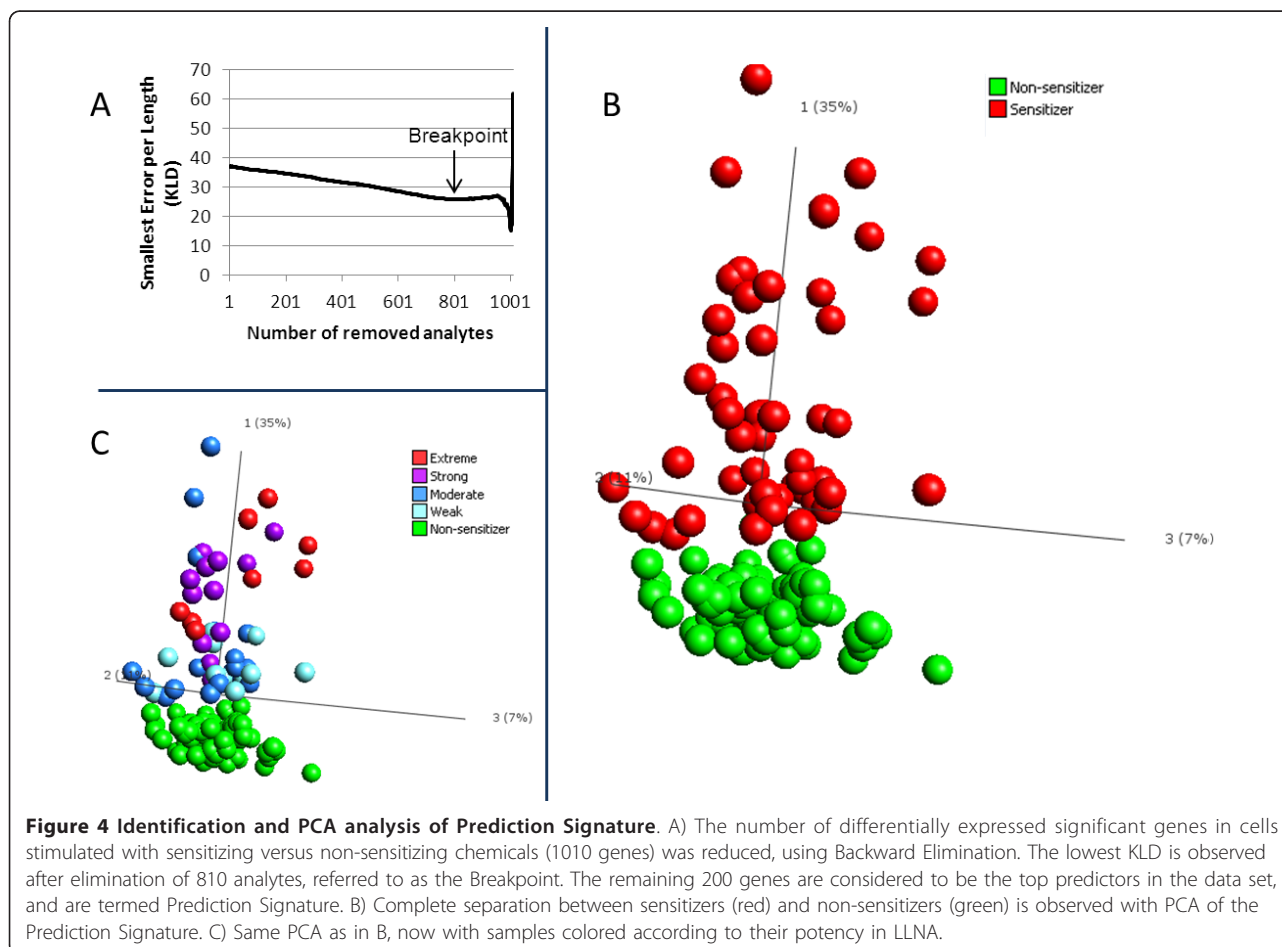 A
Smallest Error per Length
(KLD)
70
60
50
40
30
20
10
0
Breakpoint
1 201 401 601 801 1001
Number of removed analytes
B
Non-sensitizer
Sensitizer
1 (35%)
2 (11%)
3 (7%)
C
1 (35%)
Extreme
Strong
Moderate
Weak
Non-sensitizer
2 (11%)
3 (7%)
Figure 4 Identification and PCA analysis of Prediction Signature. A) The number of differentially expressed significant genes in cells
stimulated with sensitizing versus non-sensitizing chemicals (1010 genes) was reduced, using Backward Elimination. The lowest KLD is observed
after elimination of 810 analytes, referred to as the Breakpoint. The remaining 200 genes are considered to be the top predictors in the data set,
and are termed Prediction Signature. B) Complete separation between sensitizers (red) and non-sensitizers (green) is observed with PCA of the
Prediction Signature. C) Same PCA as in B, now with samples colored according to their potency in LLNA.